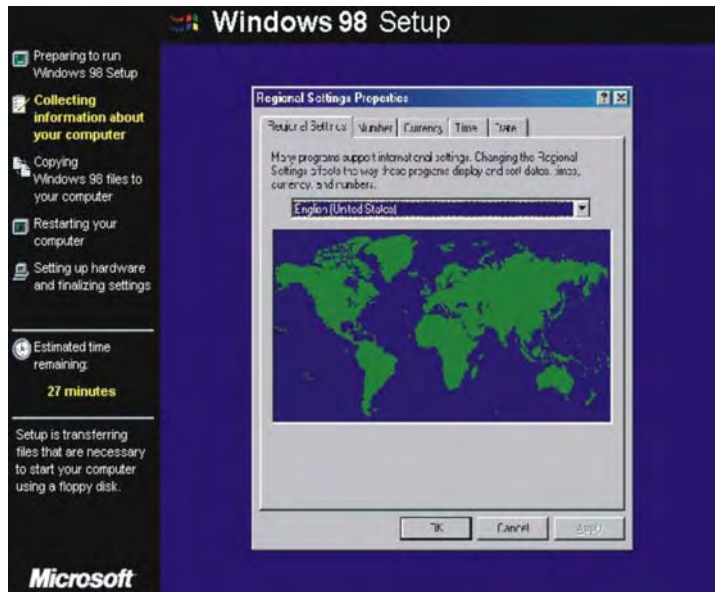 Windows 98 Setup
Preparing to run
Windows 98 Setup
Collecting
information about
your computer
Copying
Windows 98 files to
your computer
Restarting your
computer
Setting up hardware
and finalizing settings
Estimated time
remaining:
27 minutes
Setup is transferring
files that are necessary
to start your computer
using a floppy disk.
Microsoft
Regional Settings Properties
Regional Settings Number Currency Time Date
Many programs support international settings. Changing the Regional
Settings affects the way these programs display and sort dates, times,
currency, and numbers.
English (United States)
OK Cancel Apply